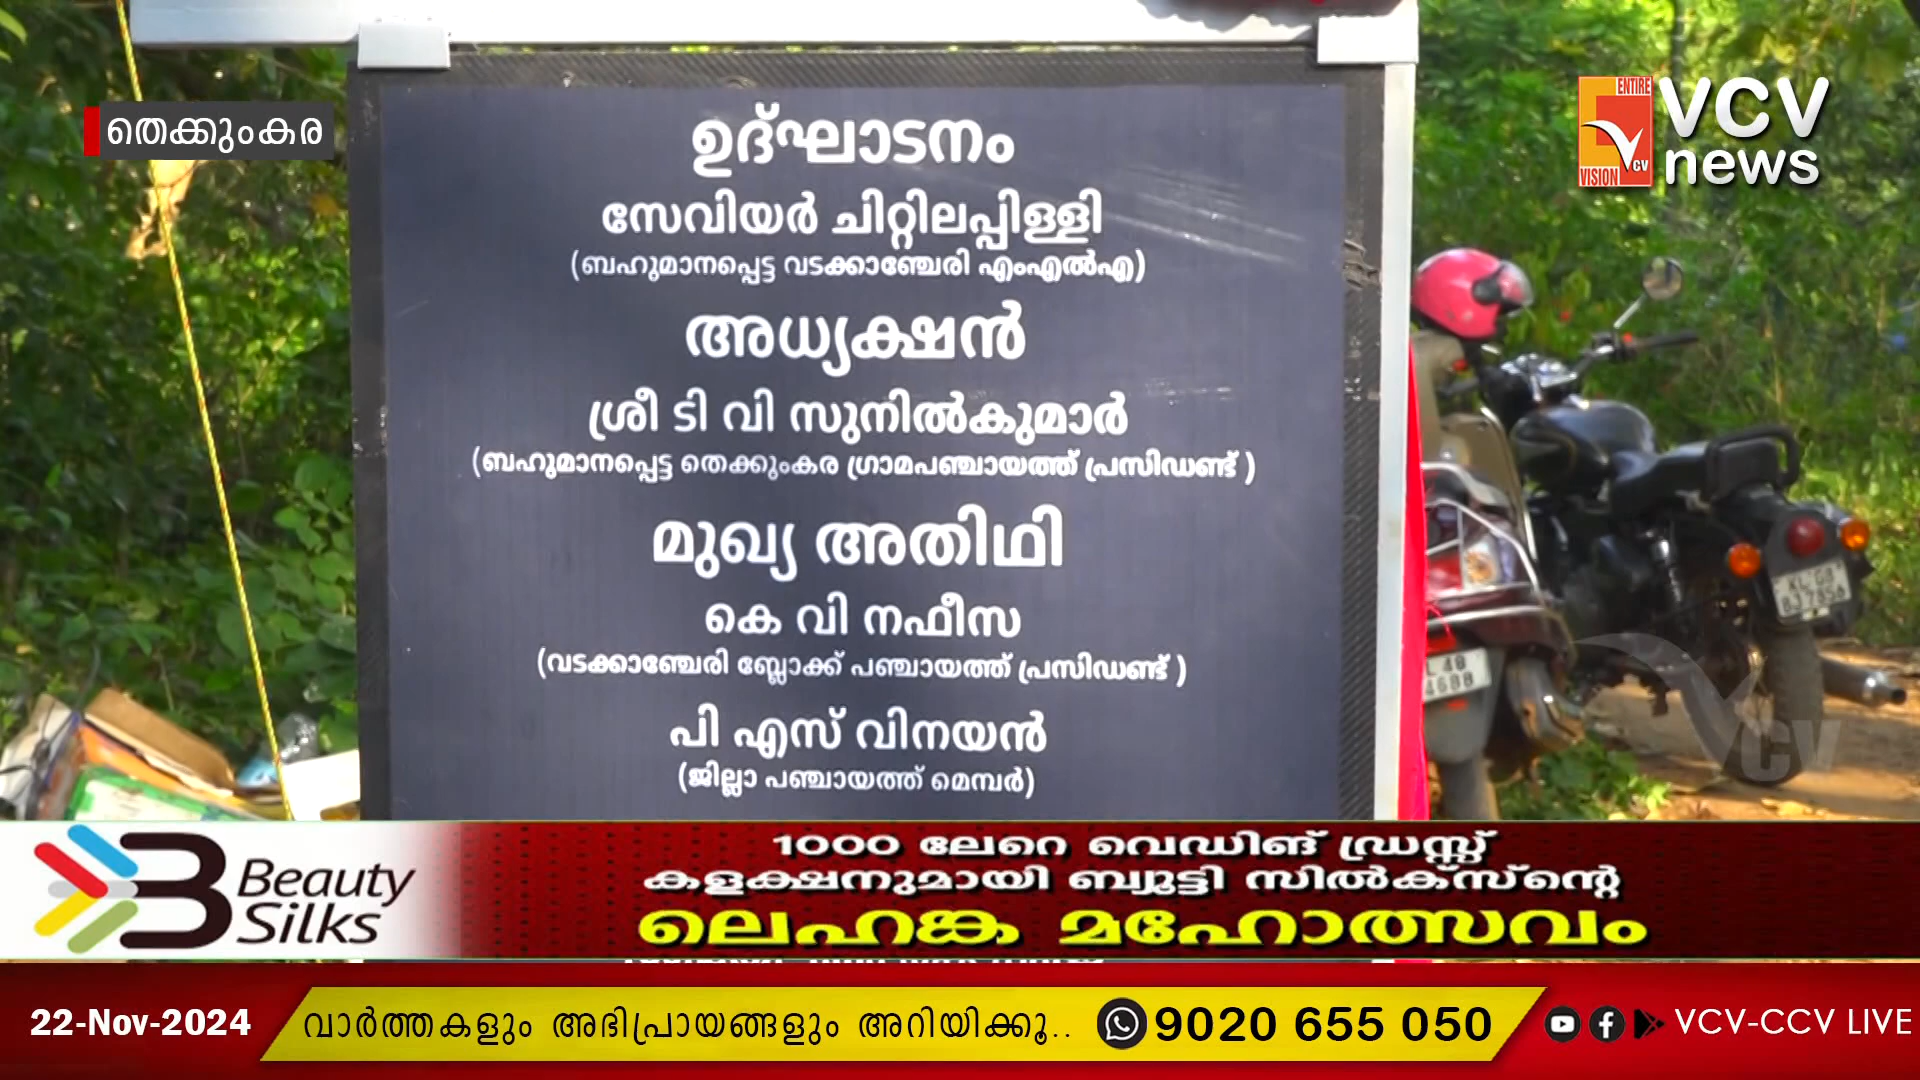 തെക്കുംകര
ENTIRE
VISION
VCV
news
ഉദ്ഘാടനം
സേവിയർ ചിറ്റിലപ്പിള്ളി
(ബഹുമാനപ്പെട്ട വടക്കാഞ്ചേരി എംഎൽഎ)
അധ്യക്ഷൻ
ശ്രീ ടി വി സുനിൽകുമാർ
(ബഹുമാനപ്പെട്ട തെക്കുംകര ഗ്രാമപഞ്ചായത്ത് പ്രസിഡണ്ട് )
മുഖ്യ അതിഥി
കെ വി നഫീസ
(വടക്കാഞ്ചേരി ബ്ലോക്ക് പഞ്ചായത്ത് പ്രസിഡണ്ട് )
പി എസ് വിനയൻ
(ജില്ലാ പഞ്ചായത്ത് മെമ്പർ)
Beauty
Silks
1000 ലേറെ വെഡിങ് ഡ്രസ്സ്
കളക്ഷനുമായി ബ്യൂട്ടി സിൽക്സ്ന്റെ
ലെഹങ്ക മഹോത്സവം
22-Nov-2024
വാർത്തകളും അഭിപ്രായങ്ങളും അറിയിക്കൂ..
9020 655 050
VCV-CCV LIVE